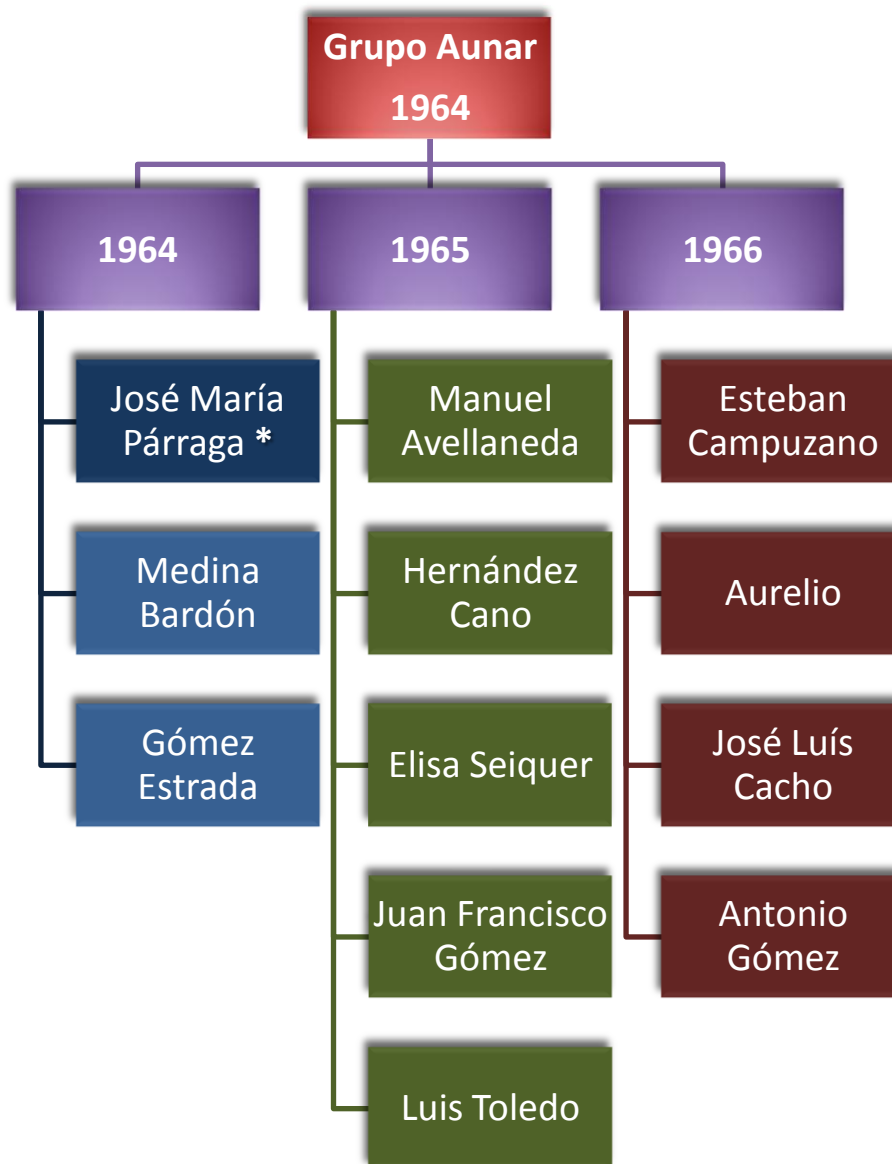 Grupo Aunar
1964
1964
José María
Párraga *
Medina
Bardón
Gómez
Estrada
1965
Manuel
Avellaneda
Hernández
Cano
Elisa Seiquer
Juan Francisco
Gómez
Luis Toledo
1966
Esteban
Campuzano
Aurelio
José Luís
Cacho
Antonio
Gómez